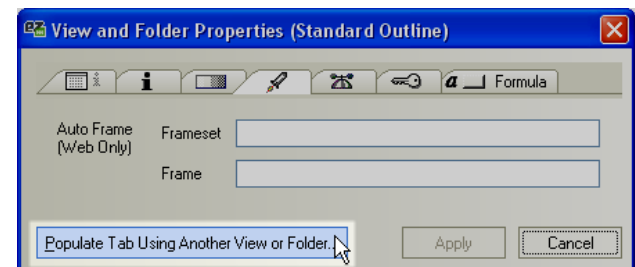 View and Folder Properties (Standard Outline)
i i a Formula
Auto Frame Frameset
(Web Only)
Frame
Populate Tab Using Another View or Folder... Apply Cancel